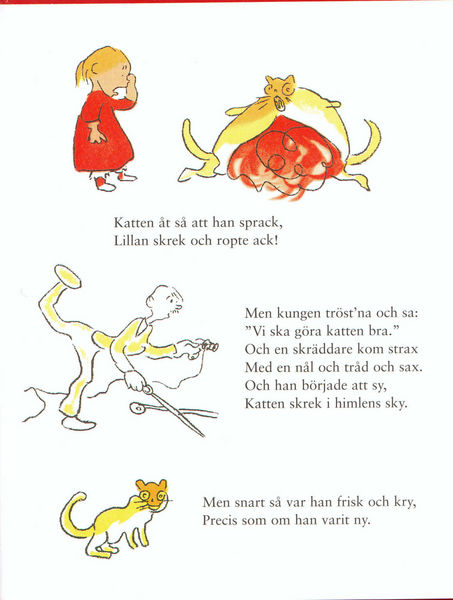 Katten åt så att han sprack,
Lillan skrek och ropte ack!
Men kungen tröst'na och sa:
"Vi ska göra katten bra."
Och en skräddare kom strax
Med en nål och tråd och sax.
Och han började att sy,
Katten skrek i himlens sky.
Men snart så var han frisk och kry,
Precis som om han varit ny.